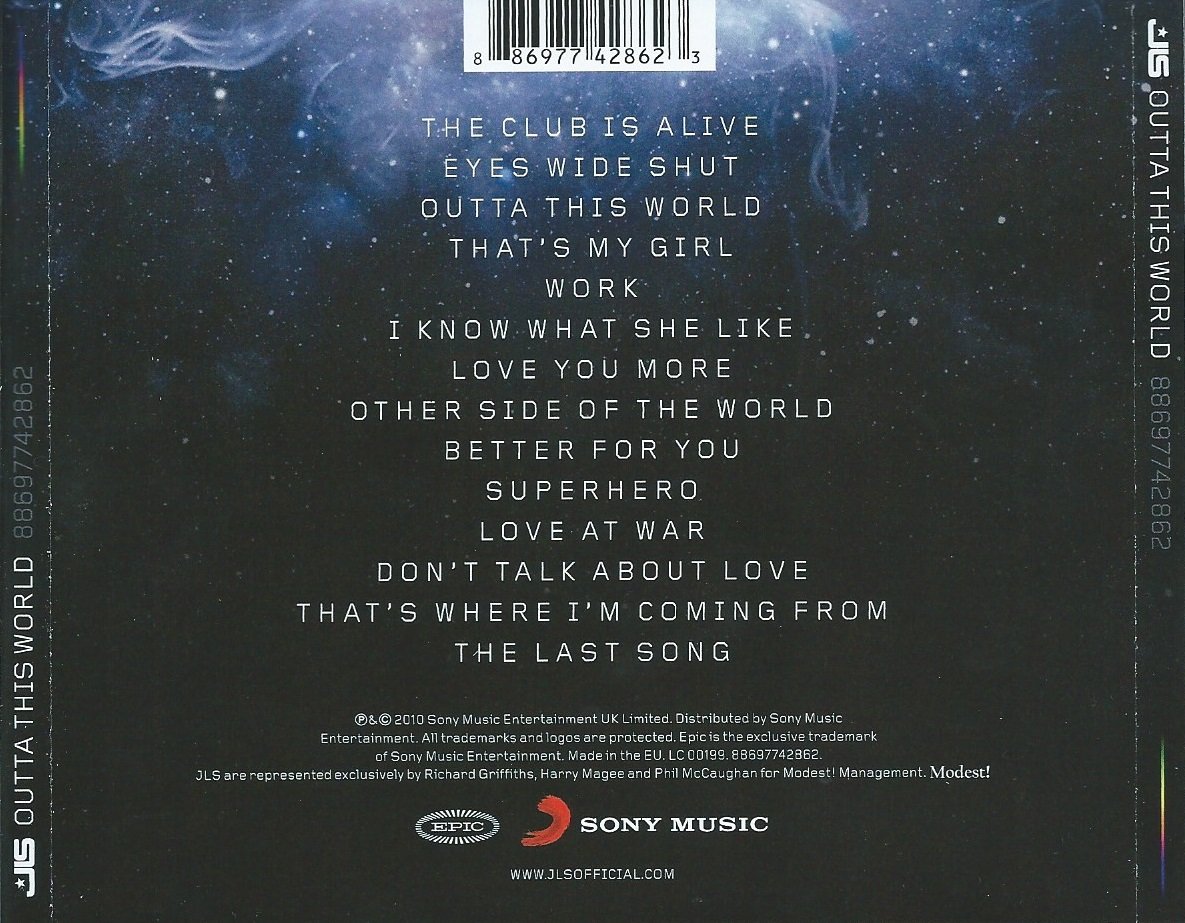 8 86977 42862 3
THE CLUB IS ALIVE
EYES WIDE SHUT
OUTTA THIS WORLD
THAT'S MY GIRL
WORK
I KNOW WHAT SHE LIKE
LOVE YOU MORE
OTHER SIDE OF THE WORLD
BETTER FOR YOU
SUPERHERO
LOVE AT WAR
DON'T TALK ABOUT LOVE
THAT'S WHERE I'M COMING FROM
THE LAST SONG
℗&© 2010 Sony Music Entertainment UK Limited. Distributed by Sony Music
Entertainment. All trademarks and logos are protected. Epic is the exclusive trademark
of Sony Music Entertainment. Made in the EU. LC 00199. 88697742862.
JLS are represented exclusively by Richard Griffiths, Harry Magee and Phil McCaughan for Modest! Management. Modest!
EPIC SONY MUSIC
WWW.JLSOFFICIAL.COM
JLS OUTTA THIS WORLD 88697742862
JLS OUTTA THIS WORLD 88697742862